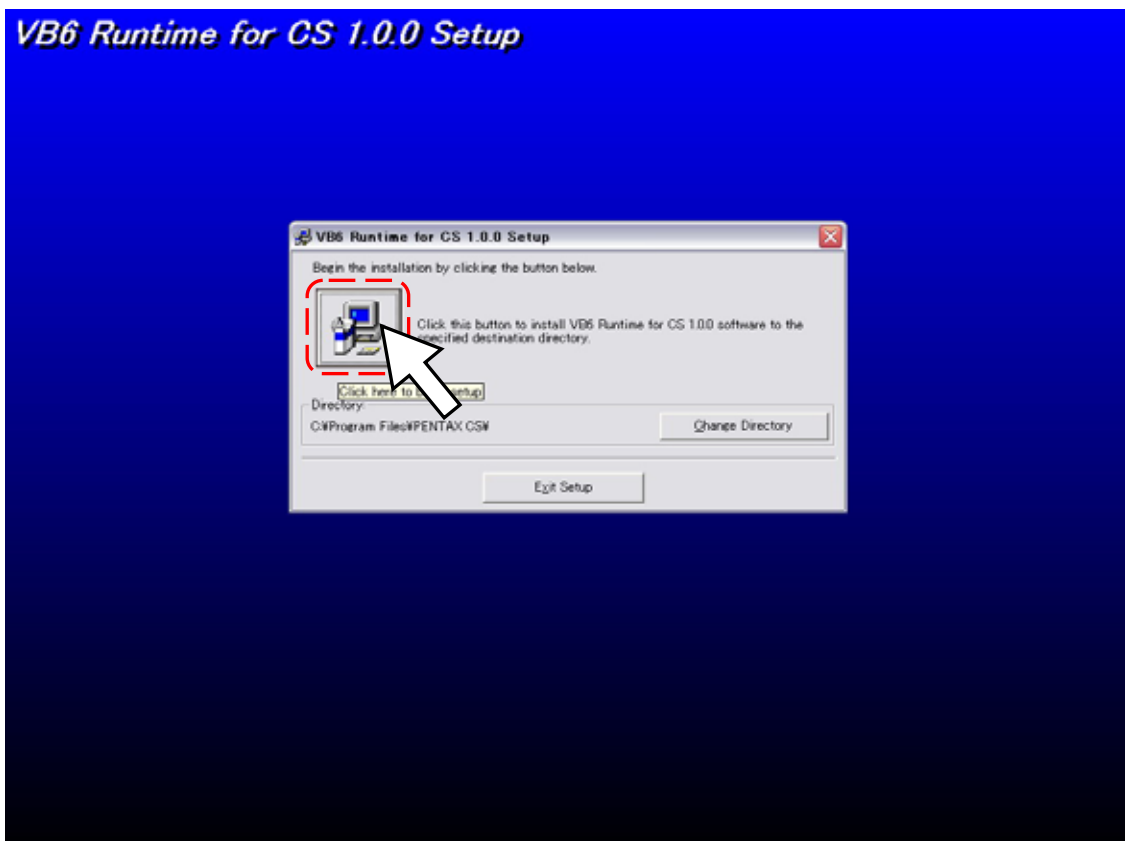 VB6 Runtime for CS 1.0.0 Setup
VB6 Runtime for CS 1.0.0 Setup
Begin the installation by clicking the button below.
Click this button to install VB6 Runtime for CS 1.0.0 software to the
specified destination directory.
Click here to setup
Directory:
C:¥Program Files¥PENTAX CS¥
Change Directory
Exit Setup